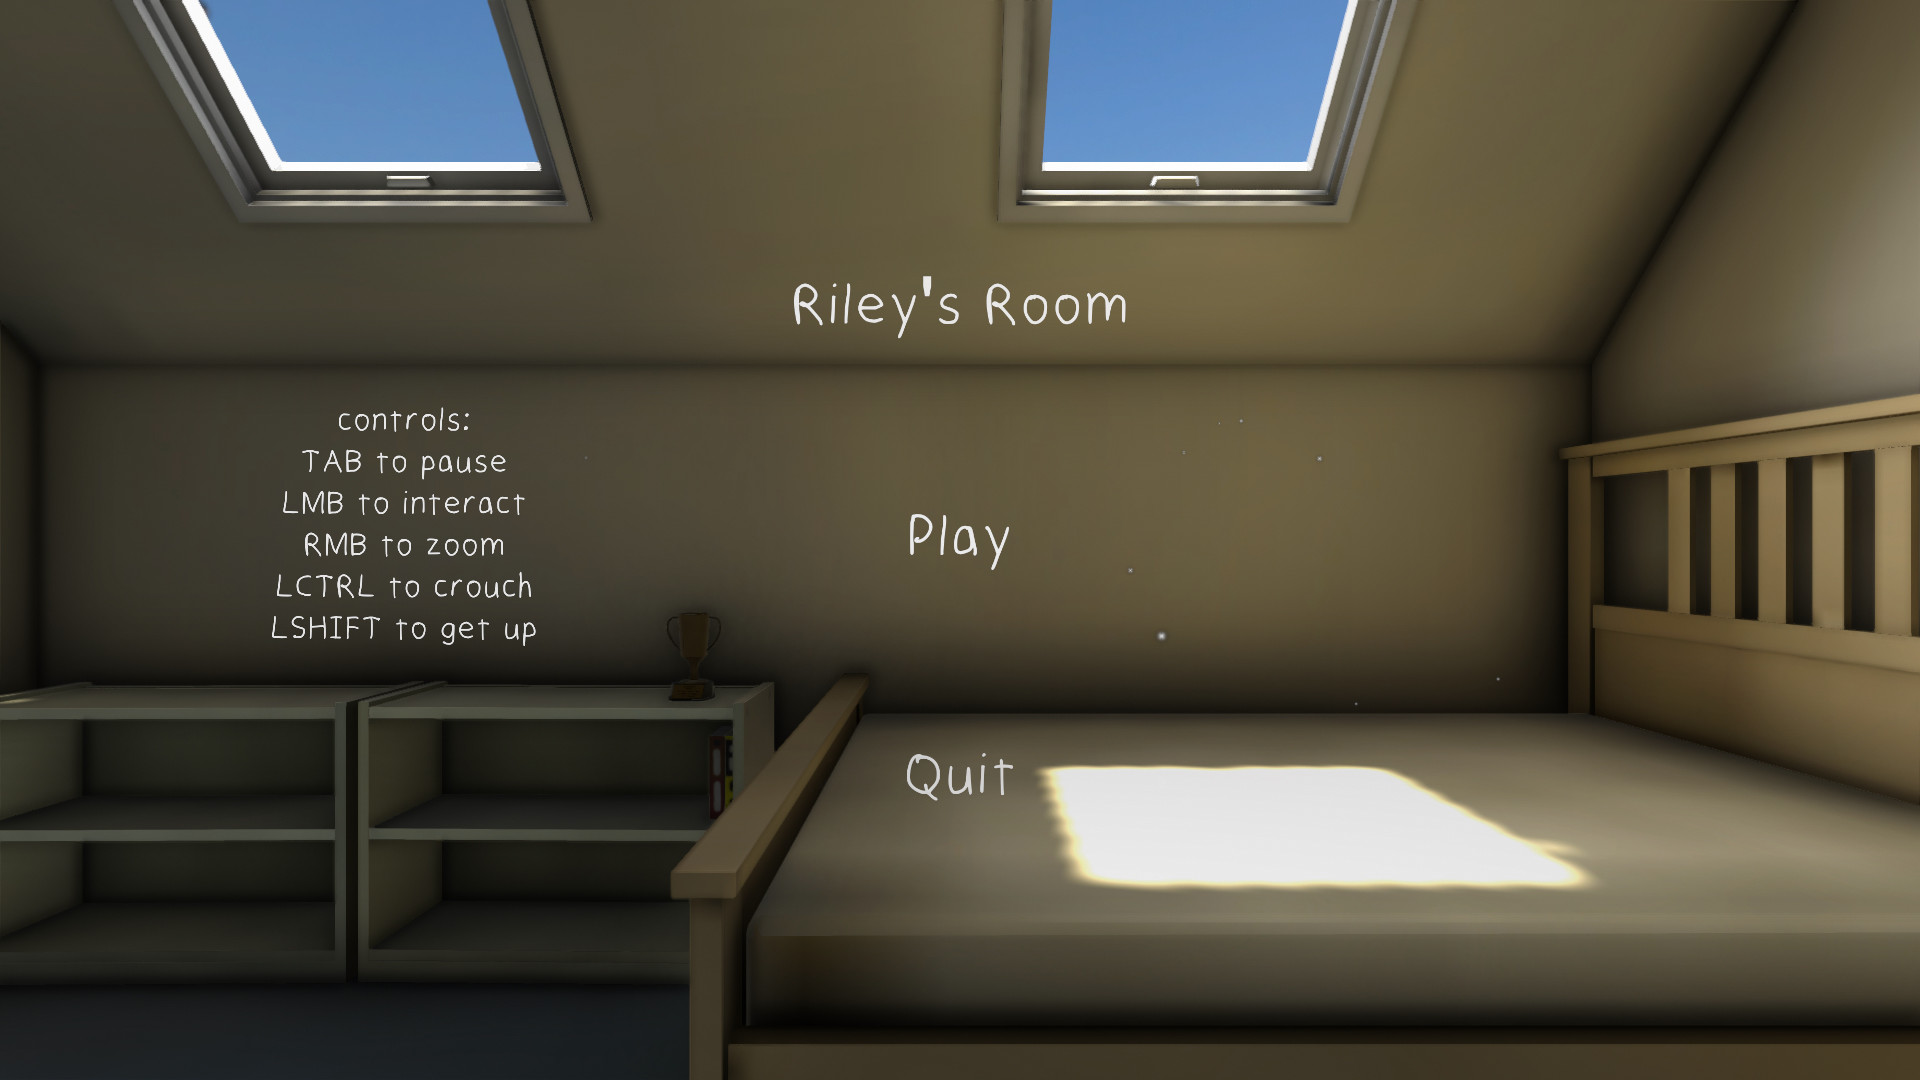 Riley's Room
controls:
TAB to pause
LMB to interact
RMB to zoom
LCTRL to crouch
LSHIFT to get up
Play
Quit